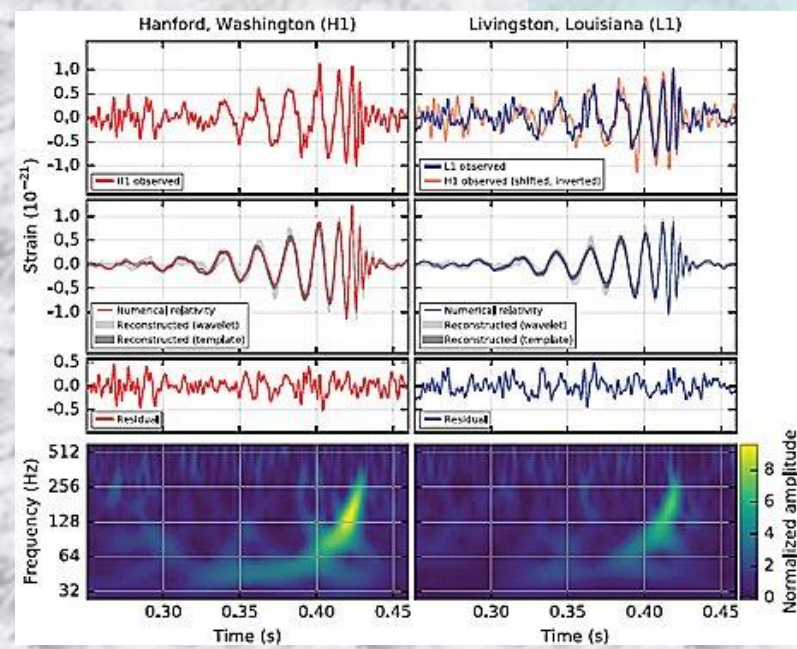 Hanford, Washington (H1)
Livingston, Louisiana (L1)
Strain (10⁻²¹)
1.0
0.5
0.0
-0.5
-1.0
H1 observed
L1 observed
H1 observed (shifted, inverted)
1.0
0.5
0.0
-0.5
-1.0
Numerical relativity
Reconstructed (wavelet)
Reconstructed (template)
Numerical relativity
Reconstructed (wavelet)
Reconstructed (template)
0.5
0.0
-0.5
Residual
Residual
Frequency (Hz)
512
256
128
64
32
Normalized amplitude
8
6
4
2
0
0.30 0.35 0.40 0.45
0.30 0.35 0.40 0.45
Time (s)
Time (s)